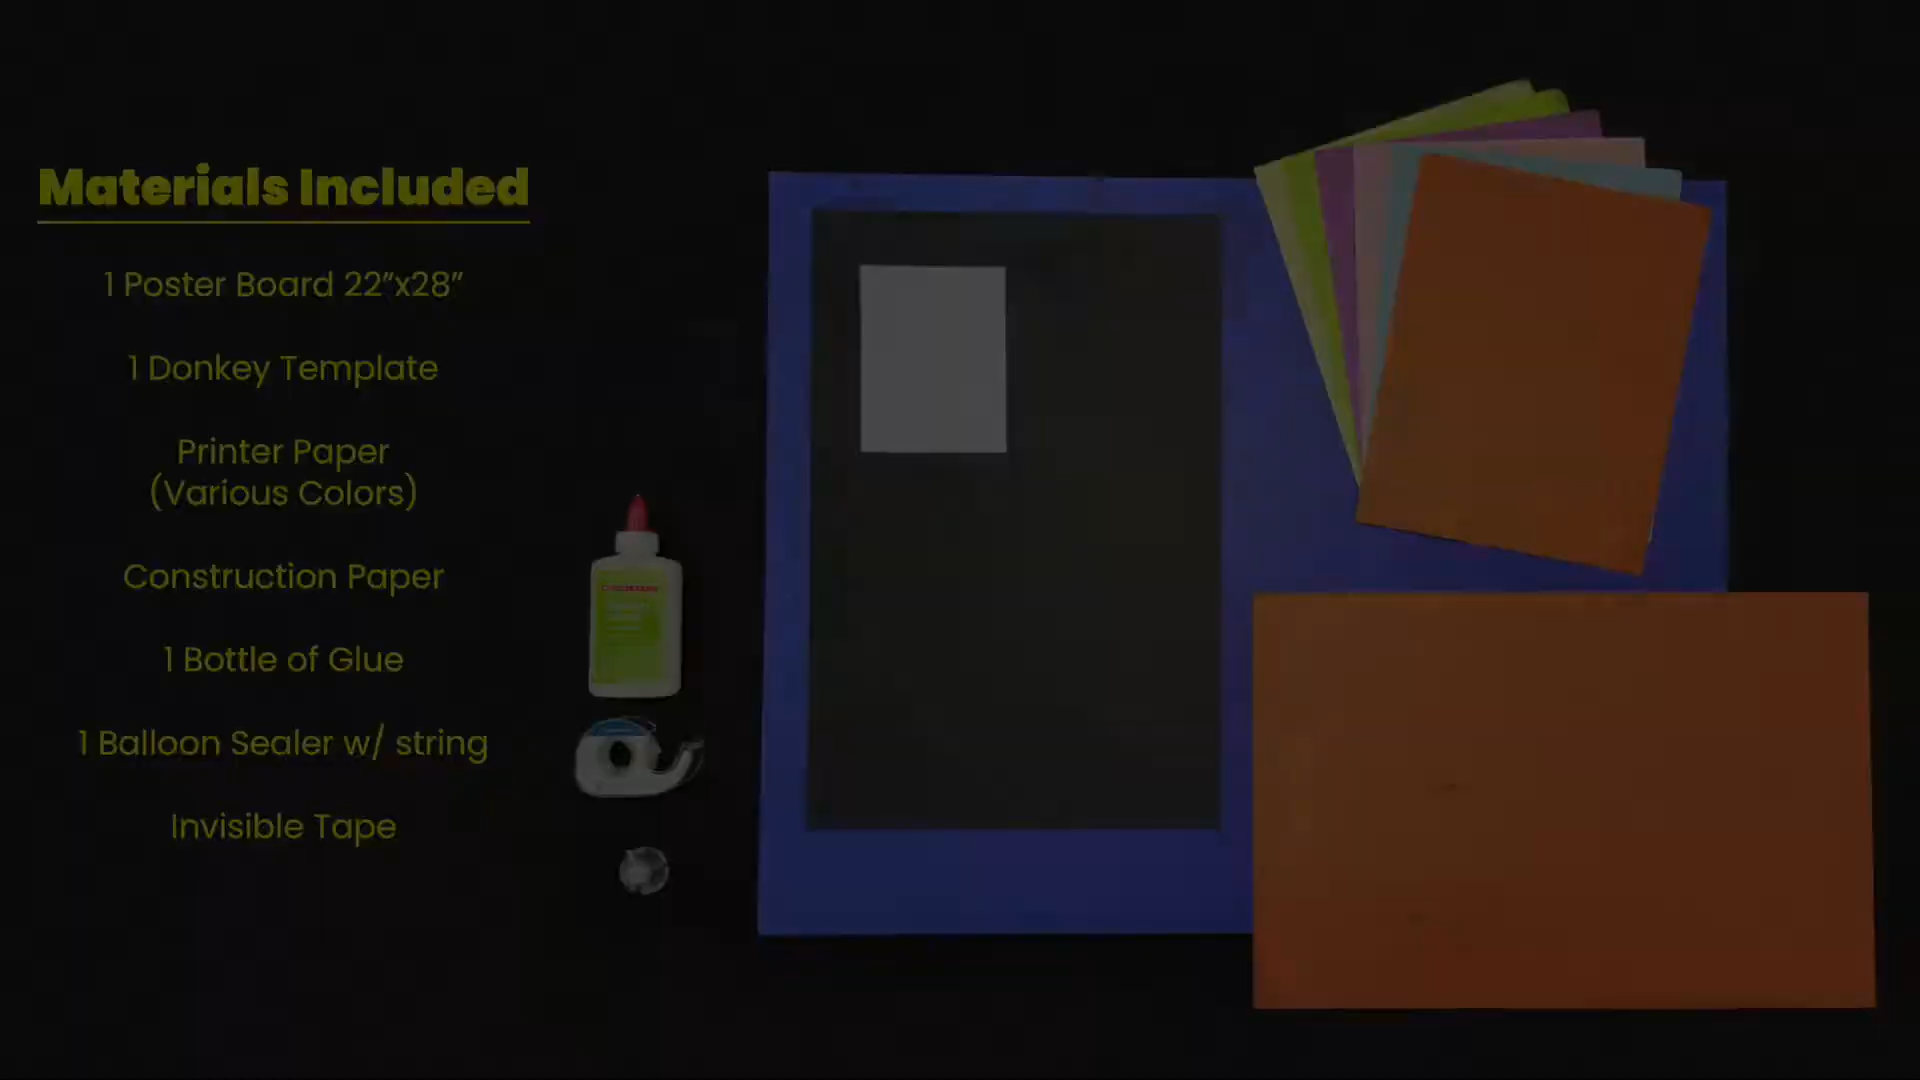 Materials Included
1 Poster Board 22”x28”
1 Donkey Template
Printer Paper
(Various Colors)
Construction Paper
1 Bottle of Glue
1 Balloon Sealer w/ string
Invisible Tape